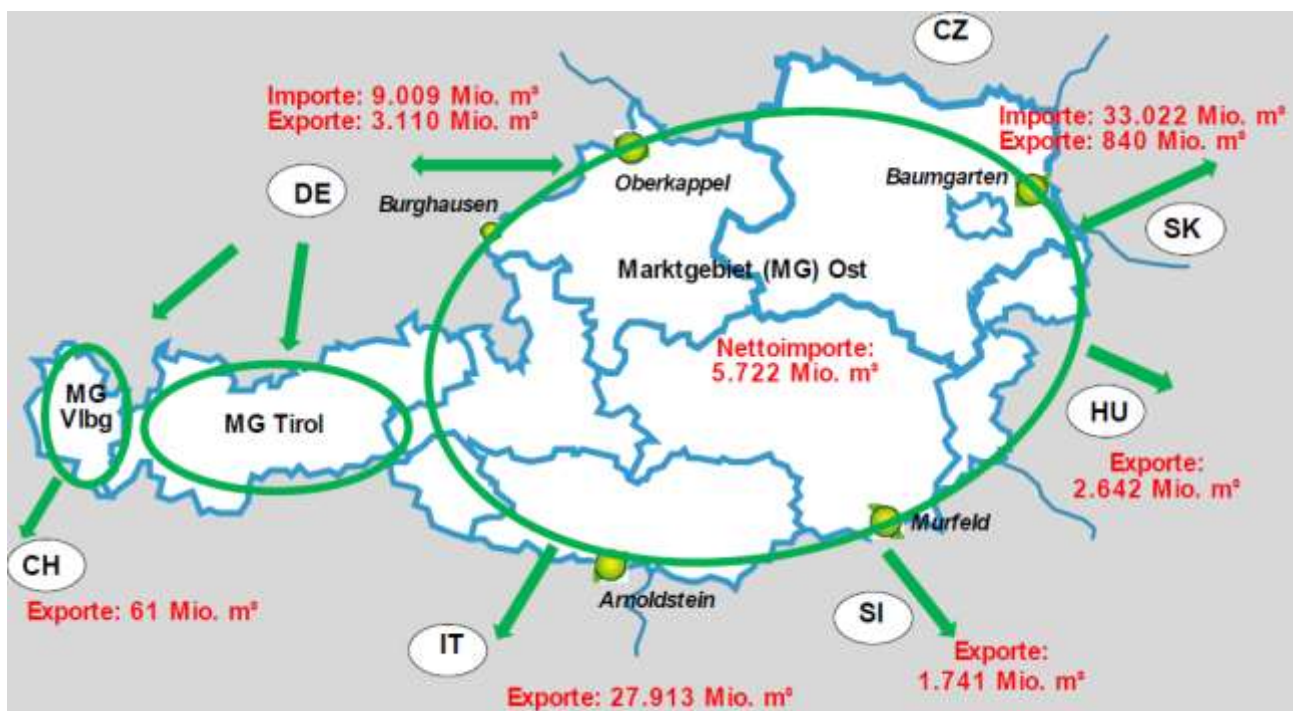 CZ
Importe: 9.009 Mio. m³
Exporte: 3.110 Mio. m³
Importe: 33.022 Mio. m³
Exporte: 840 Mio. m³
DE
Oberkappel
Baumgarten
Burghausen
SK
Marktgebiet (MG) Ost
Nettoimporte:
5.722 Mio. m³
MG
Vlbg
MG Tirol
HU
Exporte:
2.642 Mio. m³
Murfeld
CH
Exporte: 61 Mio. m³
Arnoldstein
SI
IT
Exporte:
1.741 Mio. m³
Exporte: 27.913 Mio. m³